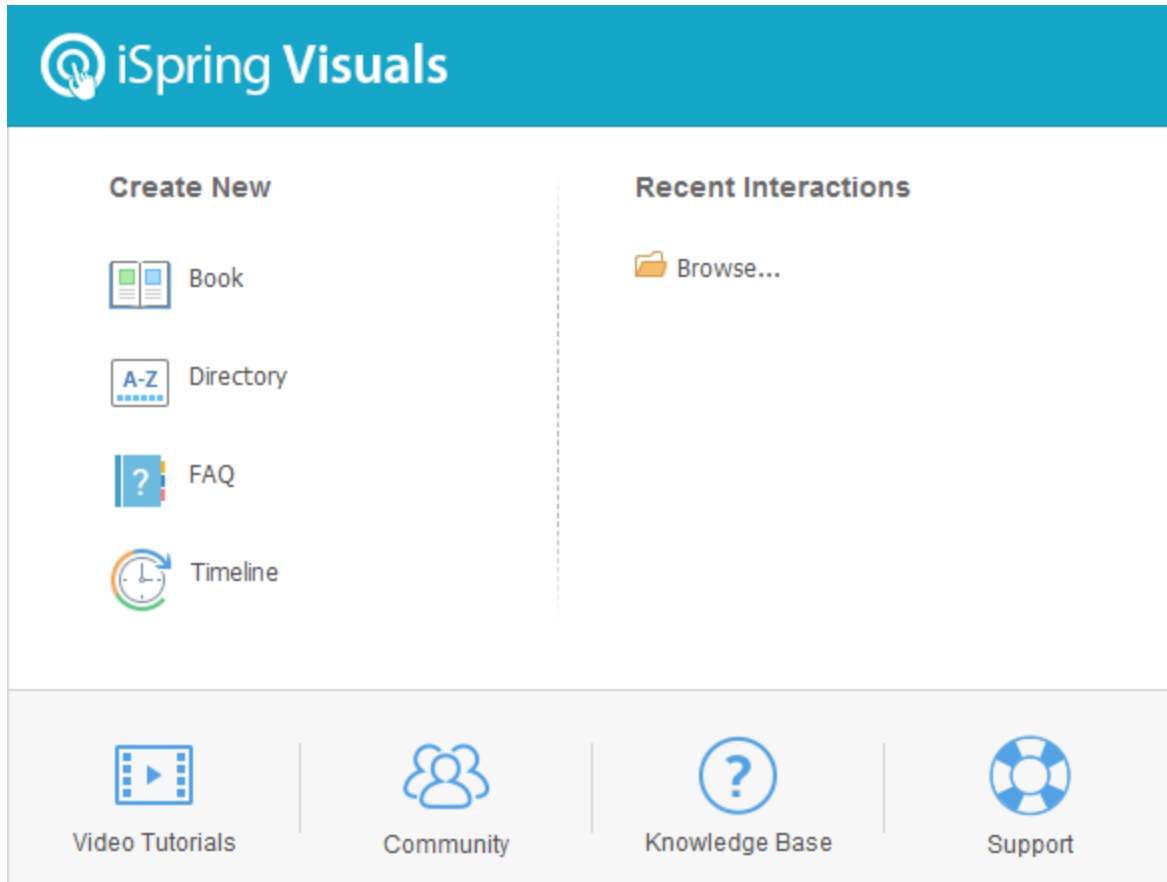 iSpring Visuals
Create New
Book
A-Z
Directory
?
FAQ
Timeline
Recent Interactions
Browse...
Video Tutorials
Community
?
Knowledge Base
Support